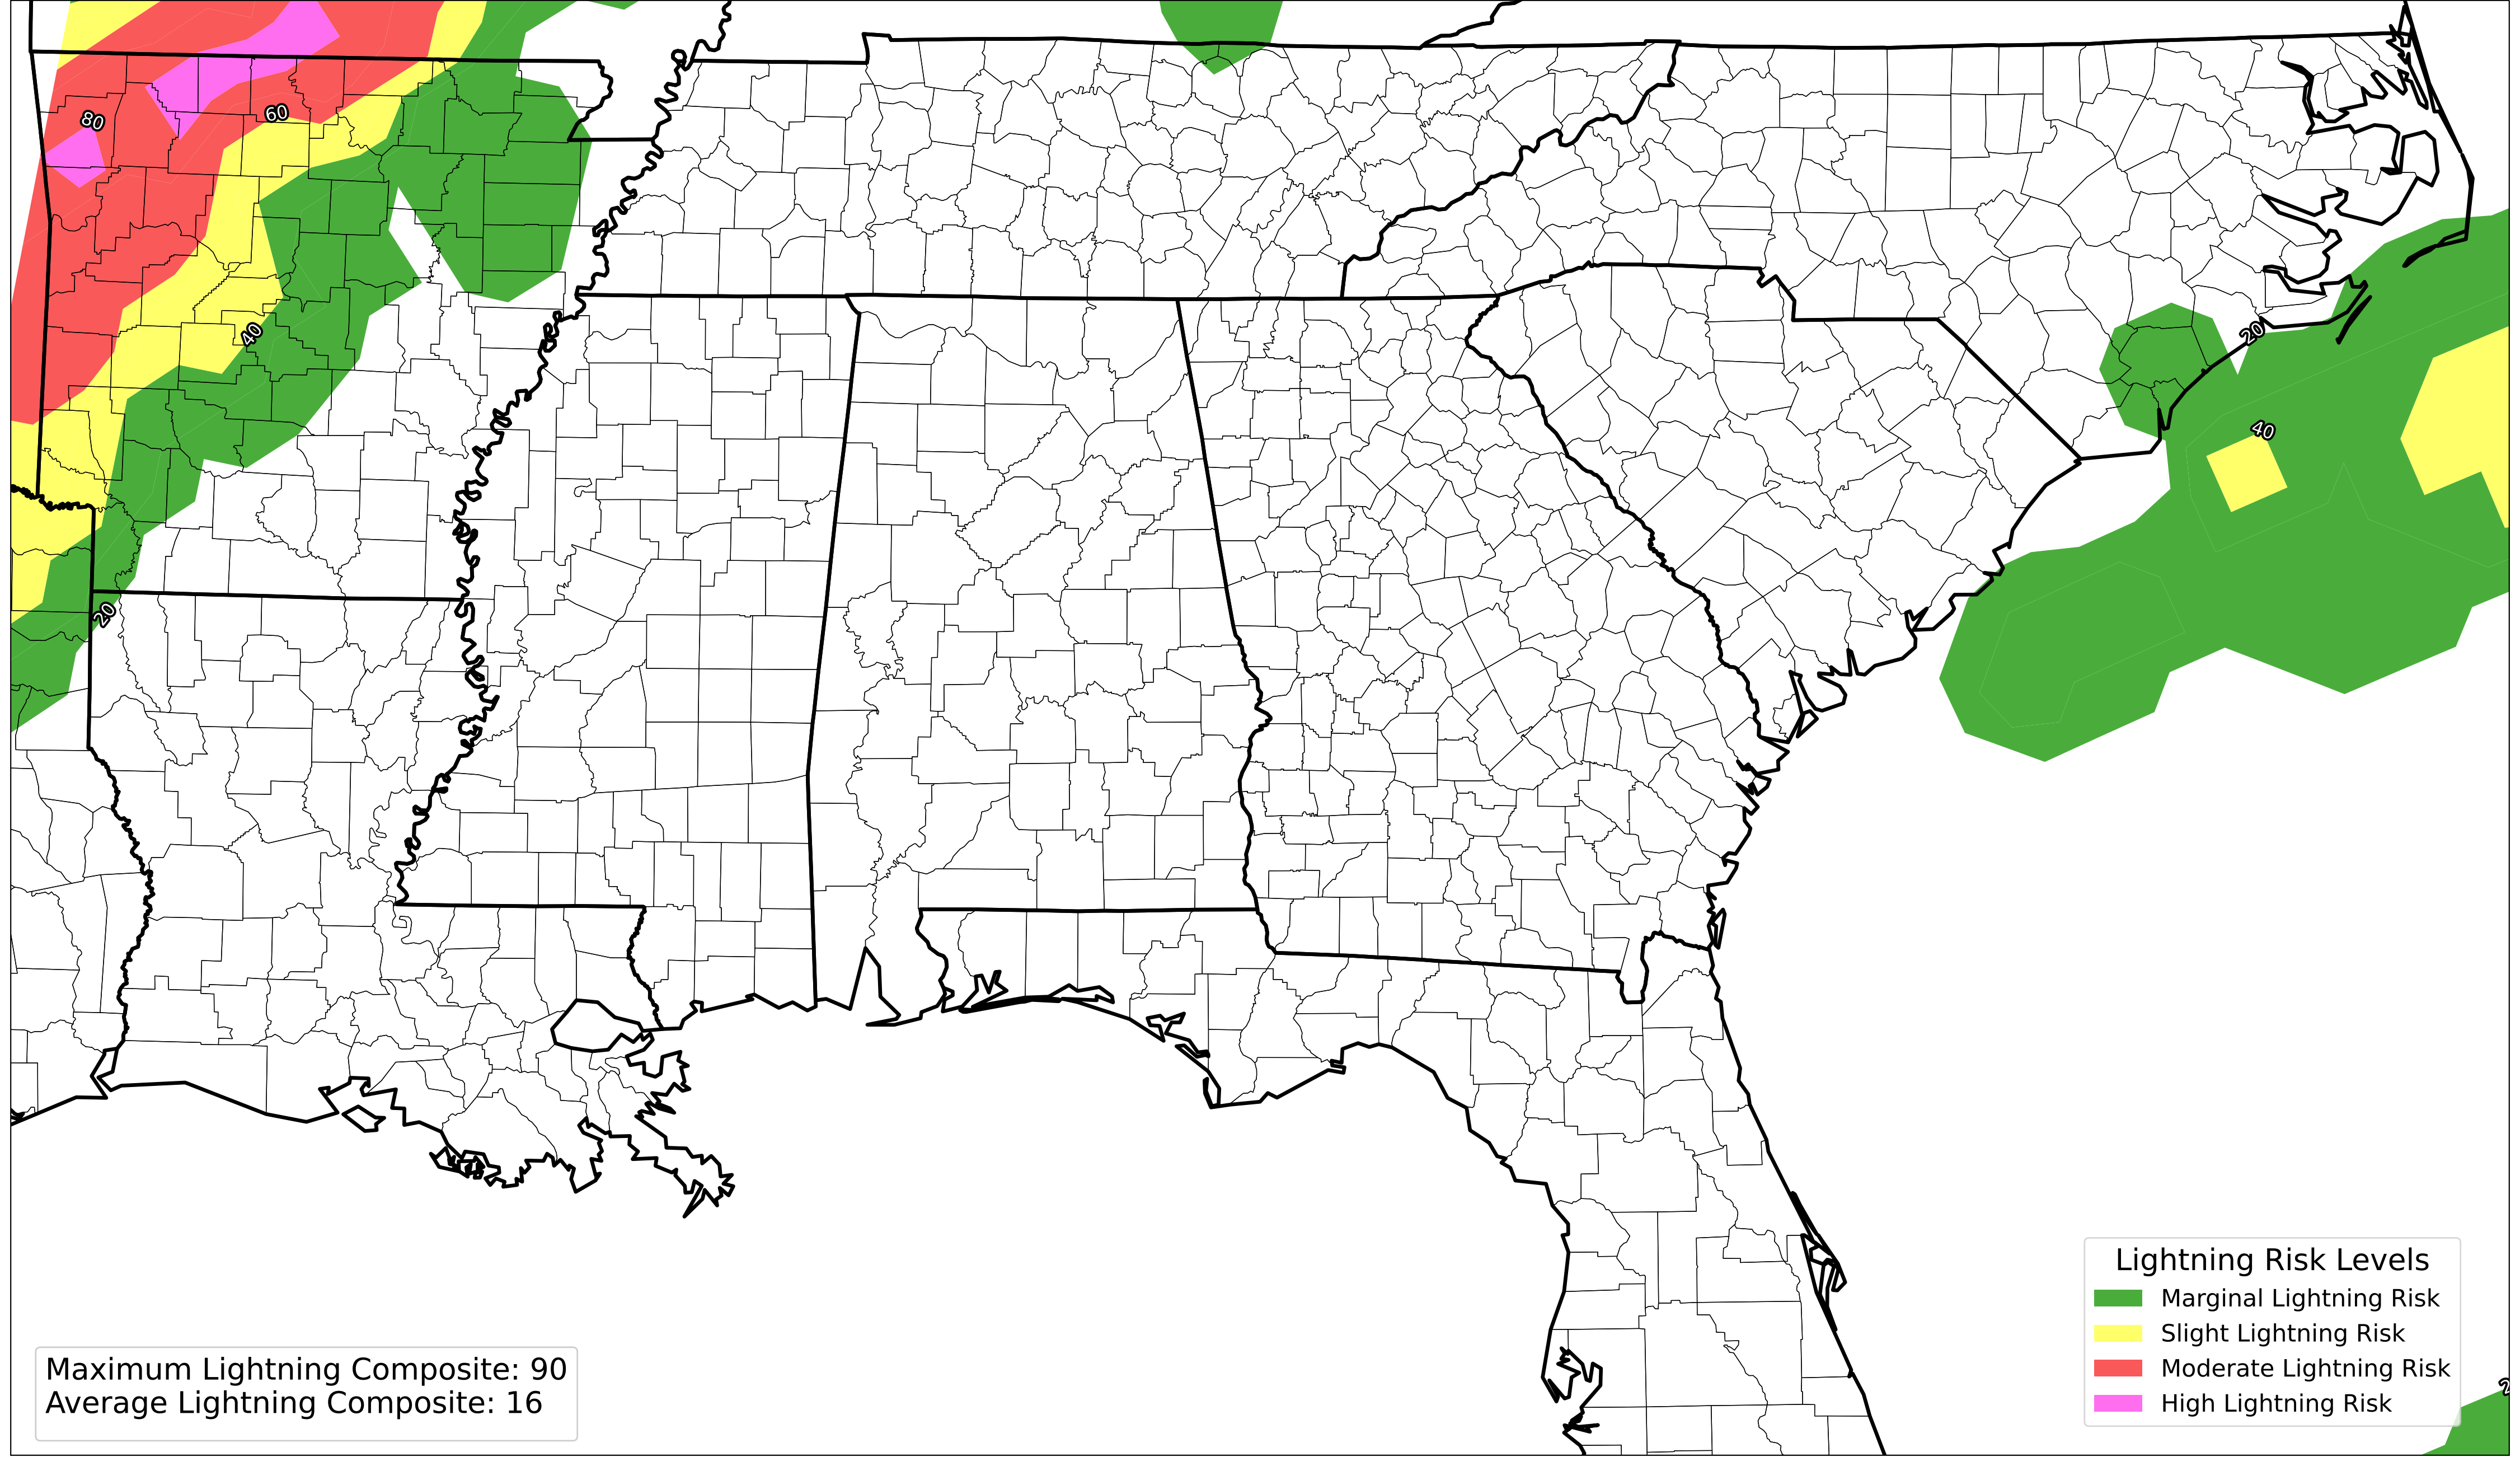 80
60
40
20
20
40
Lightning Risk Levels
Marginal Lightning Risk
Slight Lightning Risk
Moderate Lightning Risk
High Lightning Risk
Maximum Lightning Composite: 90
Average Lightning Composite: 16